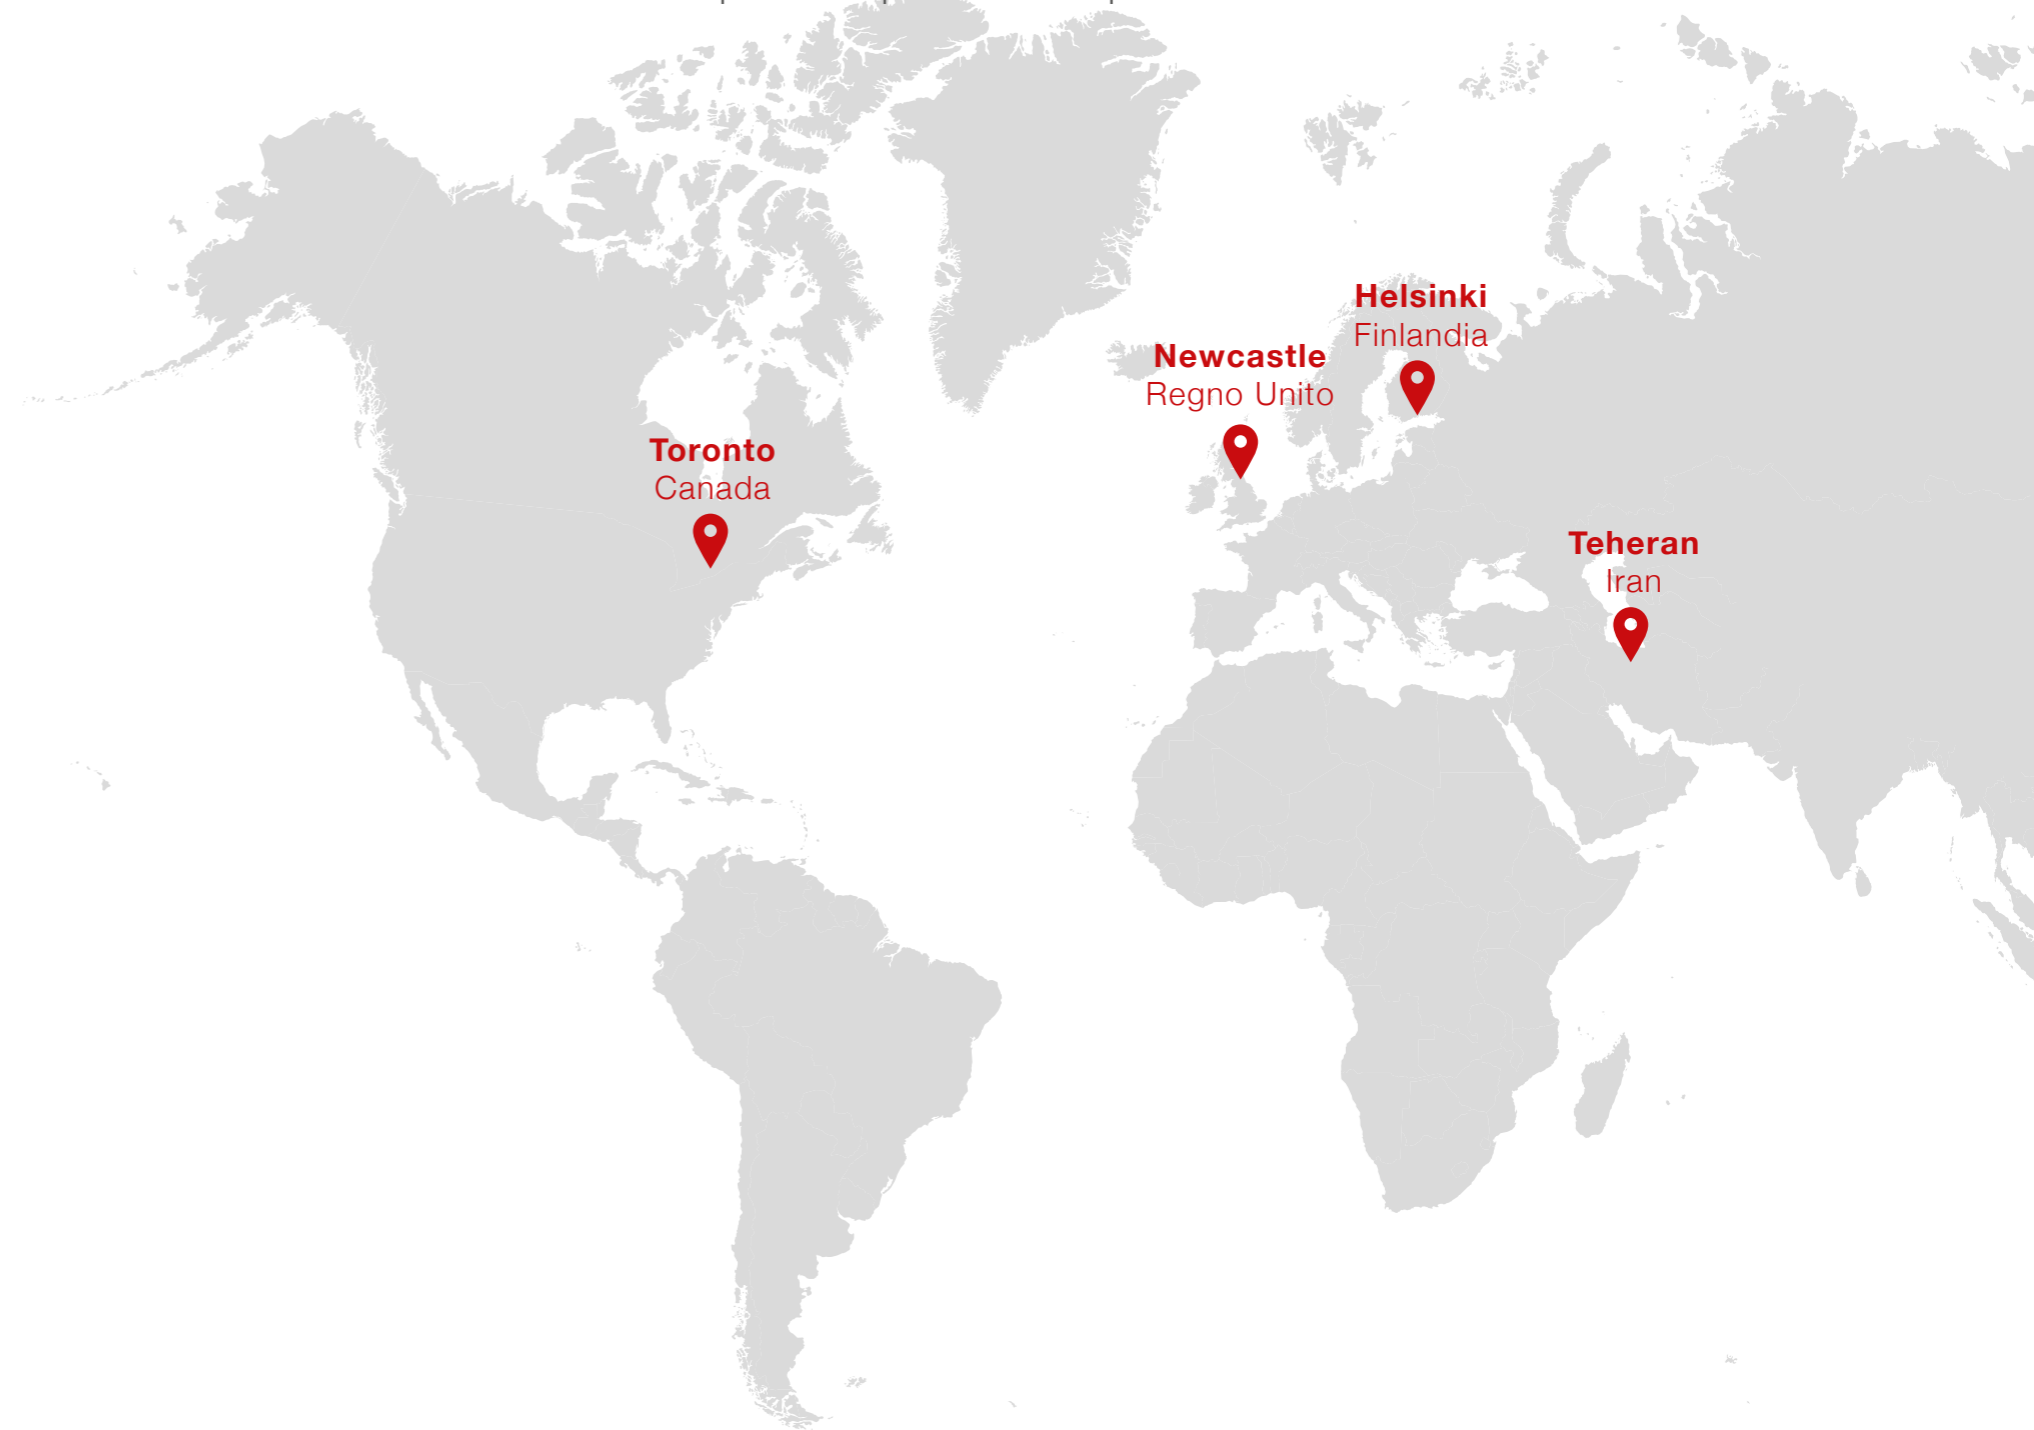 Helsinki
Finlandia
Newcastle
Regno Unito
Toronto
Canada
Teheran
Iran